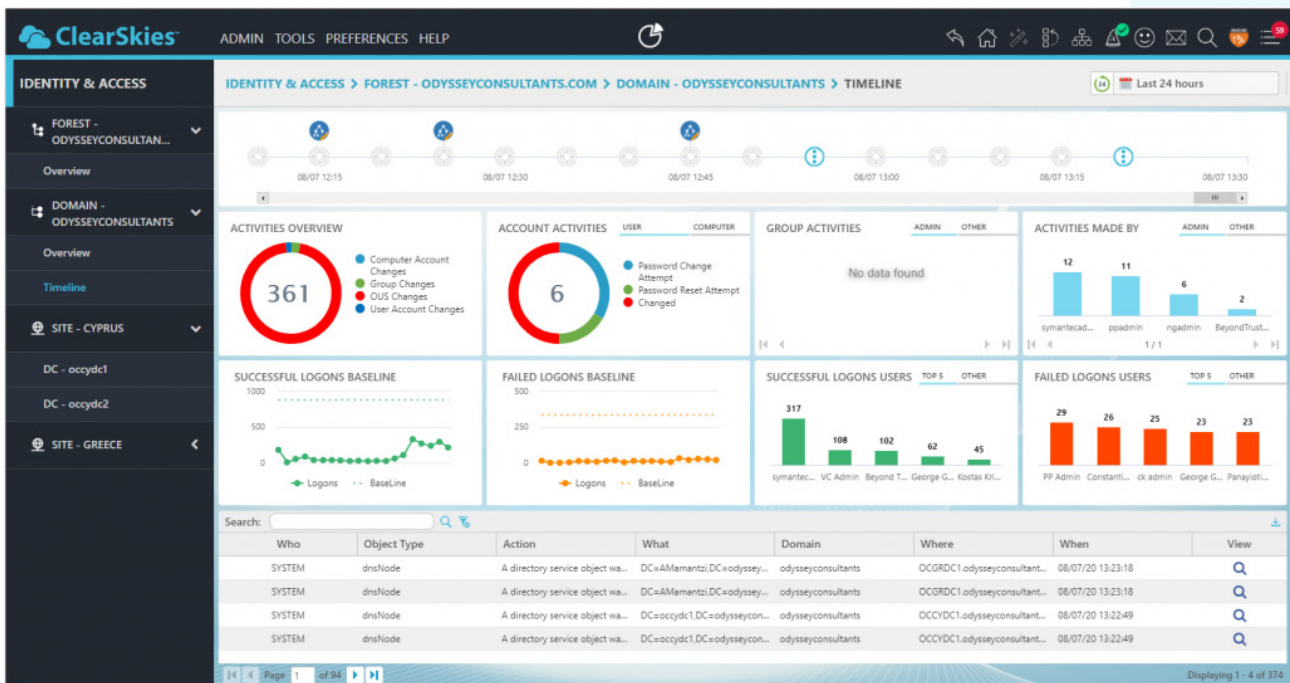 ClearSkies™
ADMIN TOOLS PREFERENCES HELP
59
IDENTITY & ACCESS
IDENTITY & ACCESS > FOREST - ODYSSEYCONSULTANTS.COM > DOMAIN - ODYSSEYCONSULTANTS > TIMELINE
24 Last 24 hours
FOREST -
ODYSSEYCONSULTAN...
Overview
DOMAIN -
ODYSSEYCONSULTANTS
Overview
Timeline
SITE - CYPRUS
DC - occydc1
DC - occydc2
SITE - GREECE
08/07 12:15 08/07 12:30 08/07 12:45 08/07 13:00 08/07 13:15 08/07 13:30
ACTIVITIES OVERVIEW
361
Computer Account
Changes
Group Changes
OUS Changes
User Account Changes
ACCOUNT ACTIVITIES USER COMPUTER
6
Password Change
Attempt
Password Reset Attempt
Changed
GROUP ACTIVITIES ADMIN OTHER
No data found
ACTIVITIES MADE BY ADMIN OTHER
12 11 6 2
symantecad... ppadmin ngadmin BeyondTrust...
1 / 1
SUCCESSFUL LOGONS BASELINE
1000
500
0
Logons BaseLine
FAILED LOGONS BASELINE
500
250
0
Logons BaseLine
SUCCESSFUL LOGONS USERS TOP 5 OTHER
317 108 102 62 45
symantec... VC Admin Beyond T... George G... Kostas Kri...
FAILED LOGONS USERS TOP 5 OTHER
29 26 25 23 23
PP Admin Constanti... ck admin George G... Panayioti...
Search:
Who Object Type Action What Domain Where When View
SYSTEM dnsNode A directory service object wa... DC=AMamantzi,DC=odyssey... odysseyconsultants OCGRDC1.odysseyconsultant... 08/07/20 13:23:18
SYSTEM dnsNode A directory service object wa... DC=AMamantzi,DC=odyssey... odysseyconsultants OCGRDC1.odysseyconsultant... 08/07/20 13:23:18
SYSTEM dnsNode A directory service object wa... DC=occydc1,DC=odysseycon... odysseyconsultants OCCYDC1.odysseyconsultant... 08/07/20 13:22:49
SYSTEM dnsNode A directory service object wa... DC=occydc1,DC=odysseycon... odysseyconsultants OCCYDC1.odysseyconsultant... 08/07/20 13:22:49
Page 1 of 94
Displaying 1 - 4 of 374